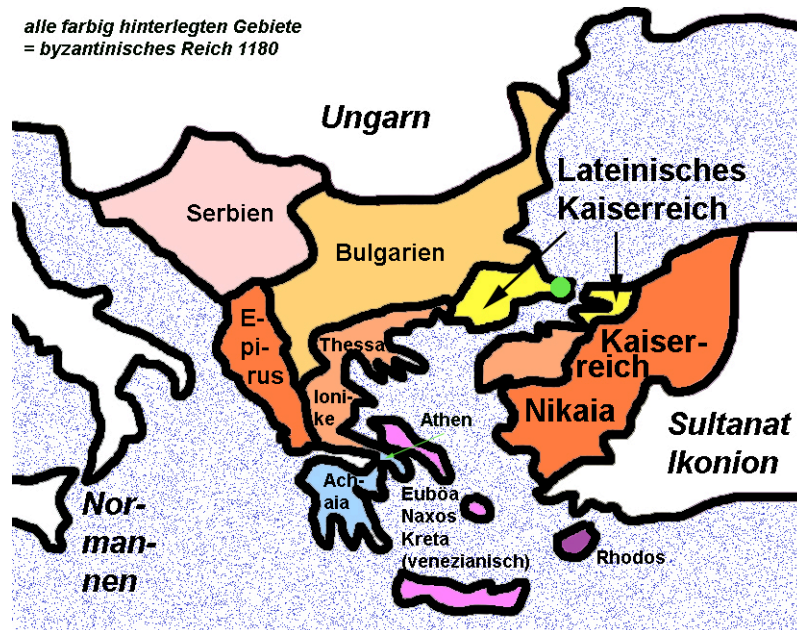 alle farbig hinterlegten Gebiete
= byzantinisches Reich 1180
Ungarn
Lateinisches
Kaiserreich
Serbien
Bulgarien
E-
pi-
rus
Thessa
Ioni-
ke
Kaiser-
reich
Nikaia
Athen
Sultanat
Ikonion
Ach-
aia
Euböa
Naxos
Kreta
(venezianisch)
Rhodos
Nor-
man-
nen